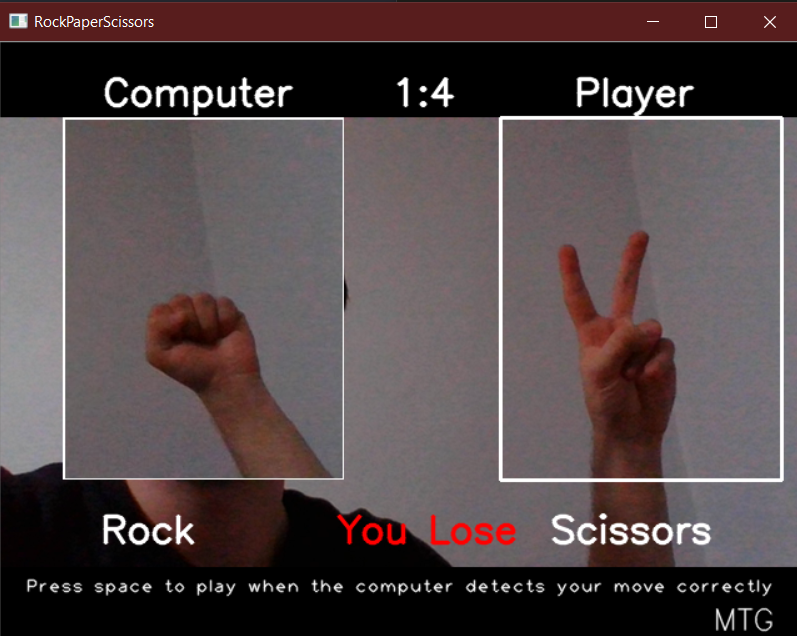 RockPaperScissors
Computer 1:4 Player
Rock You Lose Scissors
Press space to play when the computer detects your move correctly
MTG